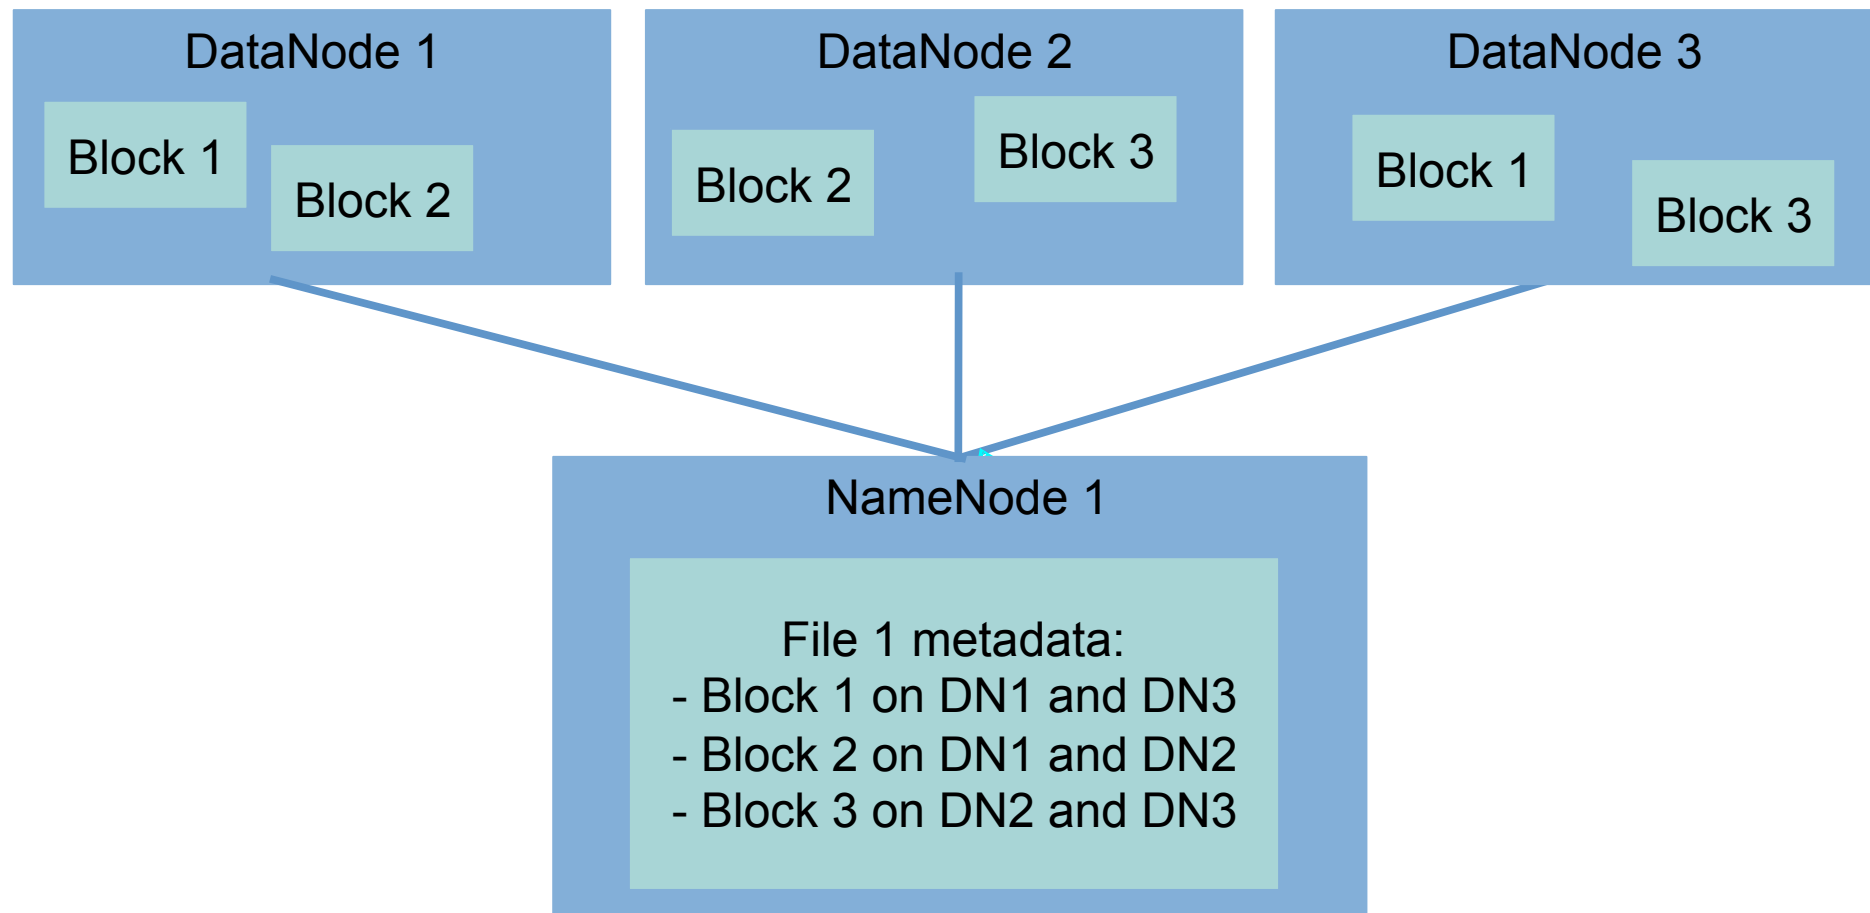 DataNode 1
Block 1
Block 2
DataNode 2
Block 2
Block 3
DataNode 3
Block 1
Block 3
NameNode 1
File 1 metadata:
- Block 1 on DN1 and DN3
- Block 2 on DN1 and DN2
- Block 3 on DN2 and DN3